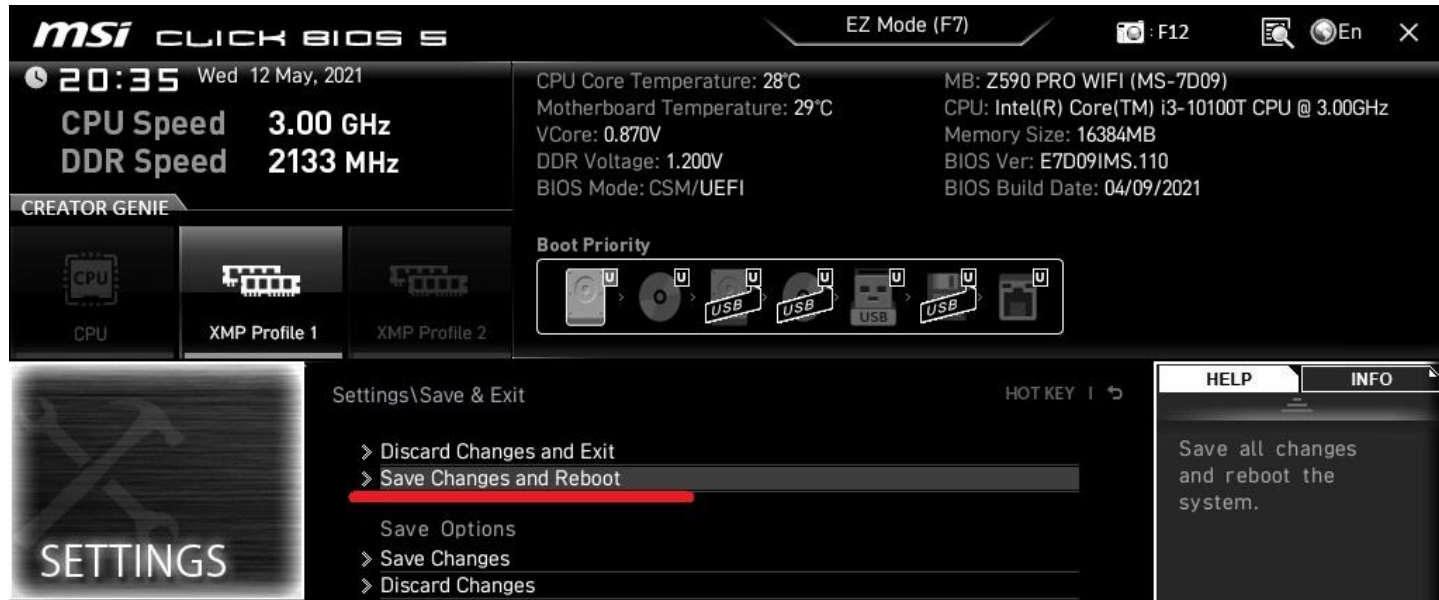 msi CLICK BIOS 5
EZ Mode (F7)
: F12
En
20:35 Wed 12 May, 2021
CPU Speed 3.00 GHz
DDR Speed 2133 MHz
CREATOR GENIE
CPU
CPU
XMP Profile 1
XMP Profile 2
CPU Core Temperature: 28°C
Motherboard Temperature: 29°C
VCore: 0.870V
DDR Voltage: 1.200V
BIOS Mode: CSM/UEFI
MB: Z590 PRO WIFI (MS-7D09)
CPU: Intel(R) Core(TM) i3-10100T CPU @ 3.00GHz
Memory Size: 16384MB
BIOS Ver: E7D09IMS.110
BIOS Build Date: 04/09/2021
Boot Priority
U U U U U U U
USB USB USB USB
SETTINGS
Settings\Save & Exit
HOT KEY |
Discard Changes and Exit
Save Changes and Reboot
Save Options
Save Changes
Discard Changes
HELP
INFO
Save all changes
and reboot the
system.